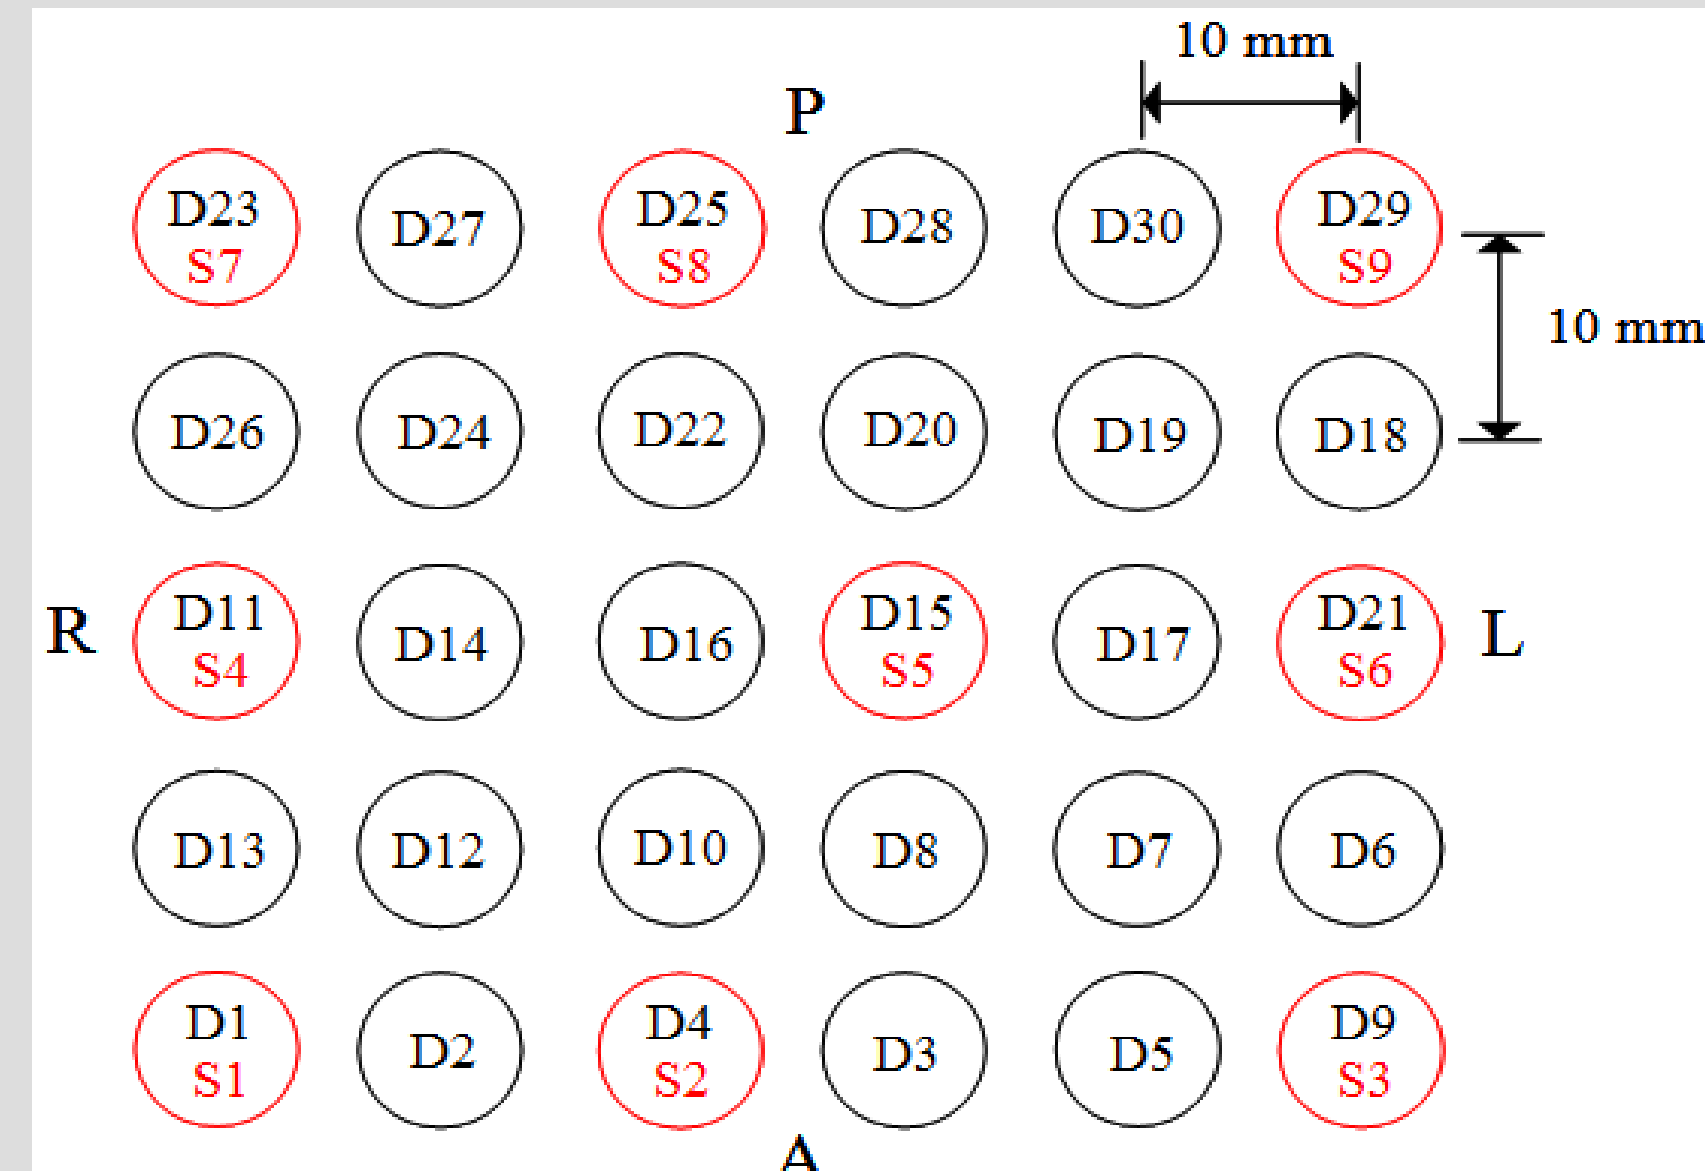 10 mm
P
D23 D27 D25 D28 D30 D29
S7 S8 S9
10 mm
D26 D24 D22 D20 D19 D18
R D11 D14 D16 D15 D17 D21 L
S4 S5 S6
D13 D12 D10 D8 D7 D6
D1 D2 D4 D3 D5 D9
S1 S2 S3
A